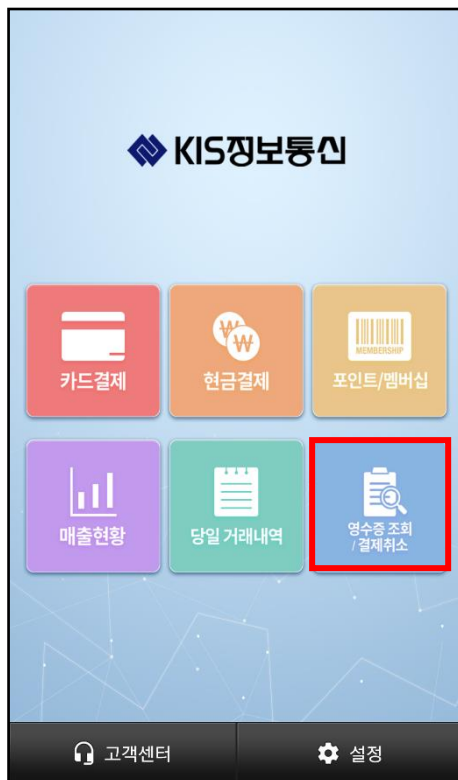 KIS정보통신
카드결제
현금결제
MEMBERSHIP
포인트/멤버십
매출현황
당일 거래내역
영수증 조회
/ 결제취소
고객센터
설정